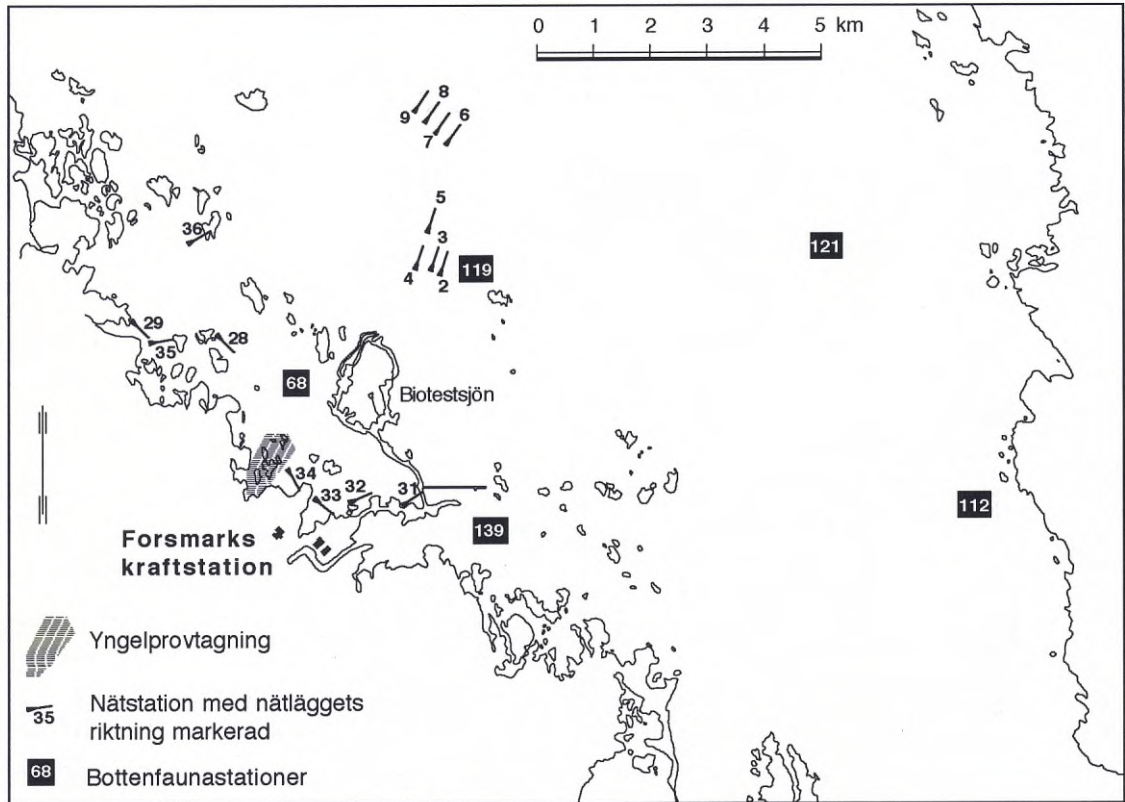 0 1 2 3 4 5 km
8
9
6
7
5
36
3
121
4
119
2
29
28
35
68
Biotestsjön
34
32
31
33
112
139
Forsmarks
kraftstation
Yngelprovtagning
35
Nätstation med nätläggets
riktning markerad
68
Bottenfaunastationer